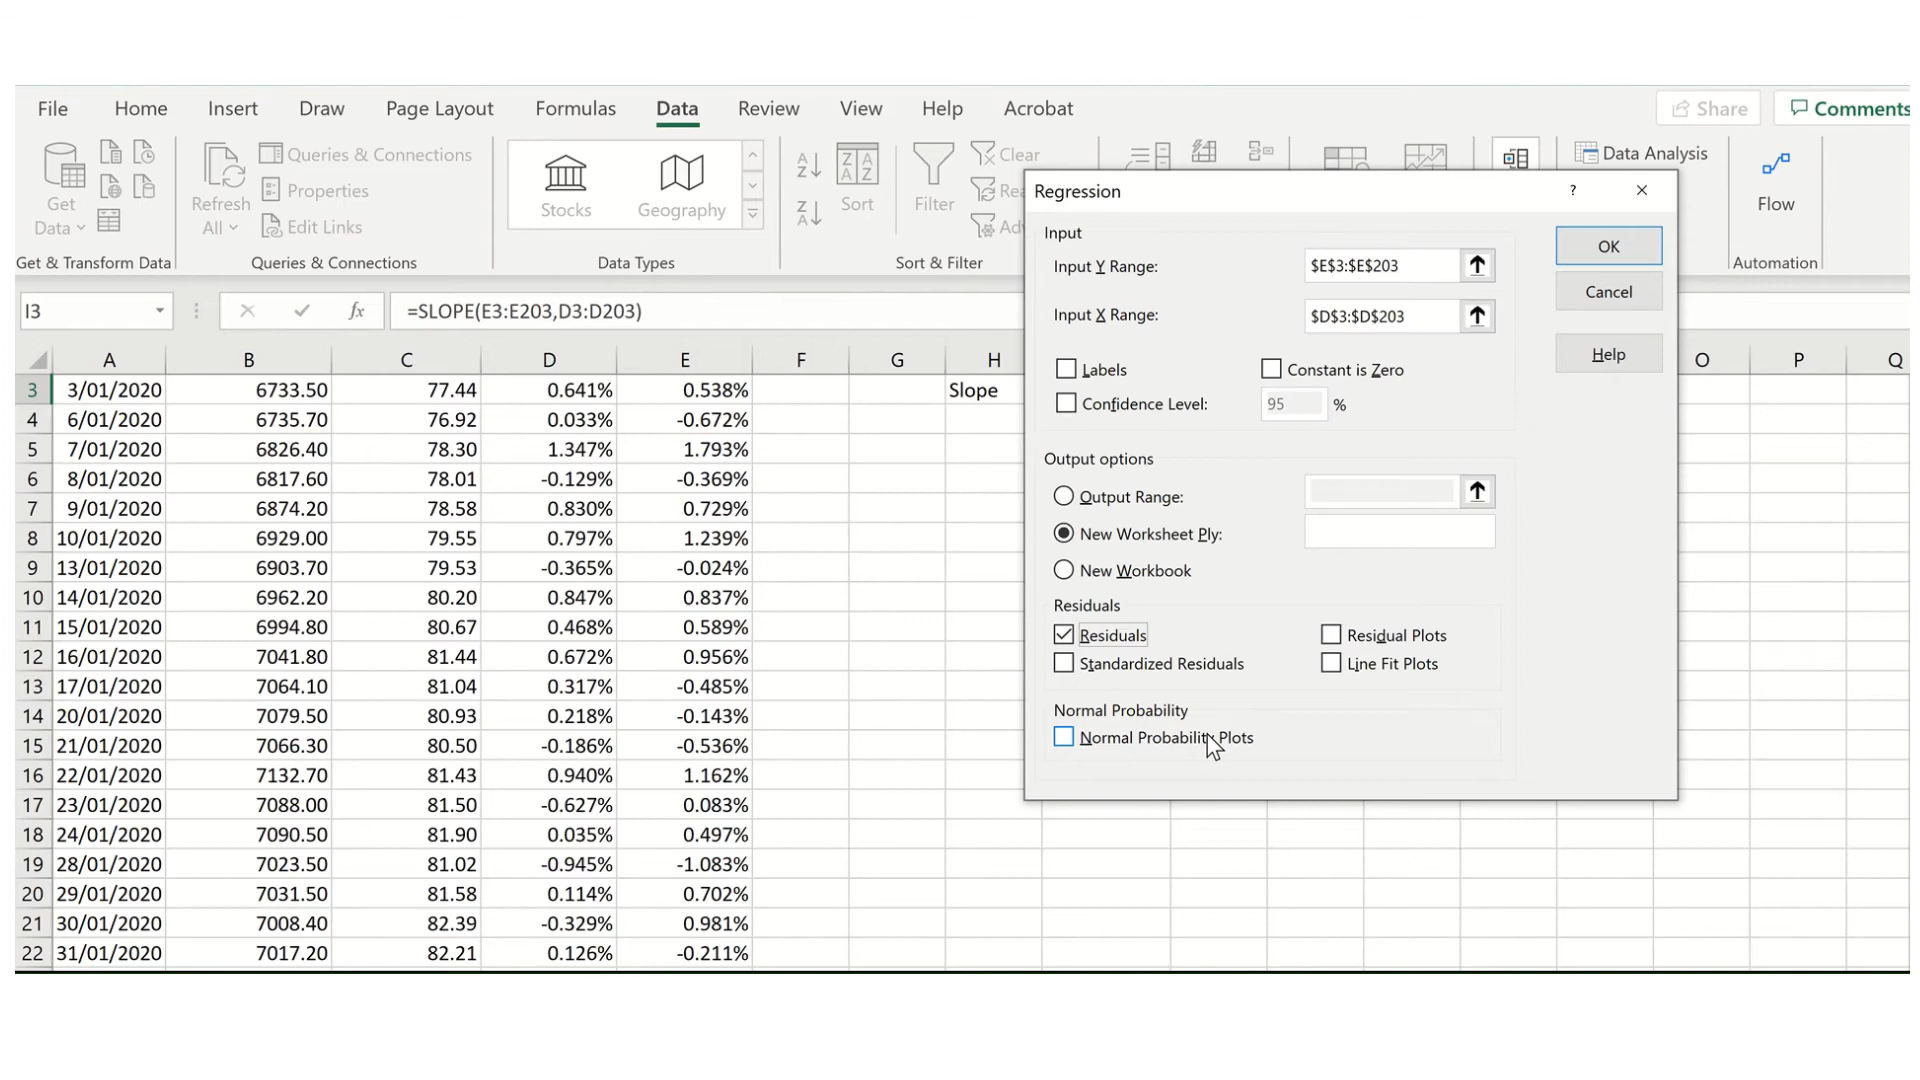 File Home Insert Draw Page Layout Formulas Data Review View Help Acrobat Share Comments
Get Data
Refresh All
Queries & Connections
Properties
Edit Links
Stocks Geography
Sort
Filter
Clear
Data Analysis
Flow
Get & Transform Data Queries & Connections Data Types Sort & Filter Automation
I3 fx =SLOPE(E3:E203,D3:D203)
A B C D E F G H O P Q
3 3/01/2020 6733.50 77.44 0.641% 0.538% Slope
4 6/01/2020 6735.70 76.92 0.033% -0.672%
5 7/01/2020 6826.40 78.30 1.347% 1.793%
6 8/01/2020 6817.60 78.01 -0.129% -0.369%
7 9/01/2020 6874.20 78.58 0.830% 0.729%
8 10/01/2020 6929.00 79.55 0.797% 1.239%
9 13/01/2020 6903.70 79.53 -0.365% -0.024%
10 14/01/2020 6962.20 80.20 0.847% 0.837%
11 15/01/2020 6994.80 80.67 0.468% 0.589%
12 16/01/2020 7041.80 81.44 0.672% 0.956%
13 17/01/2020 7064.10 81.04 0.317% -0.485%
14 20/01/2020 7079.50 80.93 0.218% -0.143%
15 21/01/2020 7066.30 80.50 -0.186% -0.536%
16 22/01/2020 7132.70 81.43 0.940% 1.162%
17 23/01/2020 7088.00 81.50 -0.627% 0.083%
18 24/01/2020 7090.50 81.90 0.035% 0.497%
19 28/01/2020 7023.50 81.02 -0.945% -1.083%
20 29/01/2020 7031.50 81.58 0.114% 0.702%
21 30/01/2020 7008.40 82.39 -0.329% 0.981%
22 31/01/2020 7017.20 82.21 0.126% -0.211%
Regression ?
Input
Input Y Range: $E$3:$E$203
Input X Range: $D$3:$D$203
Labels Constant is Zero
Confidence Level: 95 %
OK
Cancel
Help
Output options
Output Range:
New Worksheet Ply:
New Workbook
Residuals
Residuals Residual Plots
Standardized Residuals Line Fit Plots
Normal Probability
Normal Probability Plots